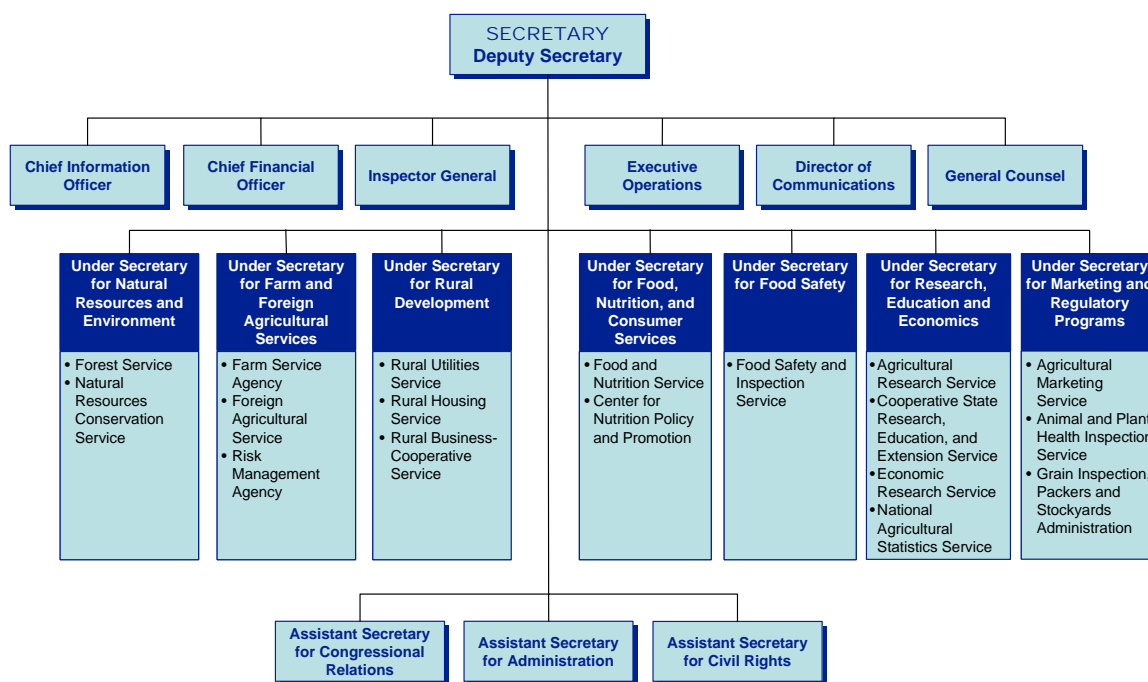 SECRETARY
Deputy Secretary
Chief Information
Officer
Chief Financial
Officer
Inspector General
Executive
Operations
Director of
Communications
General Counsel
Under Secretary
for Natural
Resources and
Environment
• Forest Service
• Natural
Resources
Conservation
Service
Under Secretary
for Farm and
Foreign
Agricultural
Services
• Farm Service
Agency
• Foreign
Agricultural
Service
• Risk
Management
Agency
Under Secretary
for Rural
Development
• Rural Utilities
Service
• Rural Housing
Service
• Rural Business-
Cooperative
Service
Under Secretary
for Food,
Nutrition, and
Consumer
Services
• Food and
Nutrition Service
• Center for
Nutrition Policy
and Promotion
Under Secretary
for Food Safety
• Food Safety and
Inspection
Service
Under Secretary
for Research,
Education and
Economics
• Agricultural
Research Service
• Cooperative State
Research,
Education, and
Extension Service
• Economic
Research Service
• National
Agricultural
Statistics Service
Under Secretary
for Marketing and
Regulatory
Programs
• Agricultural
Marketing
Service
• Animal and Plant
Health Inspection
Service
• Grain Inspection,
Packers and
Stockyards
Administration
Assistant Secretary
for Congressional
Relations
Assistant Secretary
for Administration
Assistant Secretary
for Civil Rights